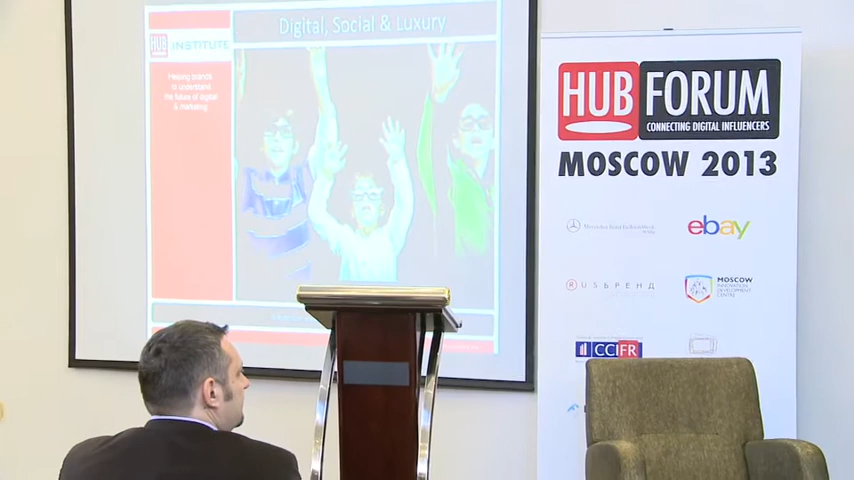 Digital, Social & Luxury
HUB INSTITUTE
Helping brands
to understand
the future of digital
& marketing
HUB FORUM
CONNECTING DIGITAL INFLUENCERS
MOSCOW 2013
ebay
RUSБРЕНД
MOSCOW
INNOVATION
DEVELOPMENT
CENTRE
CCIFR